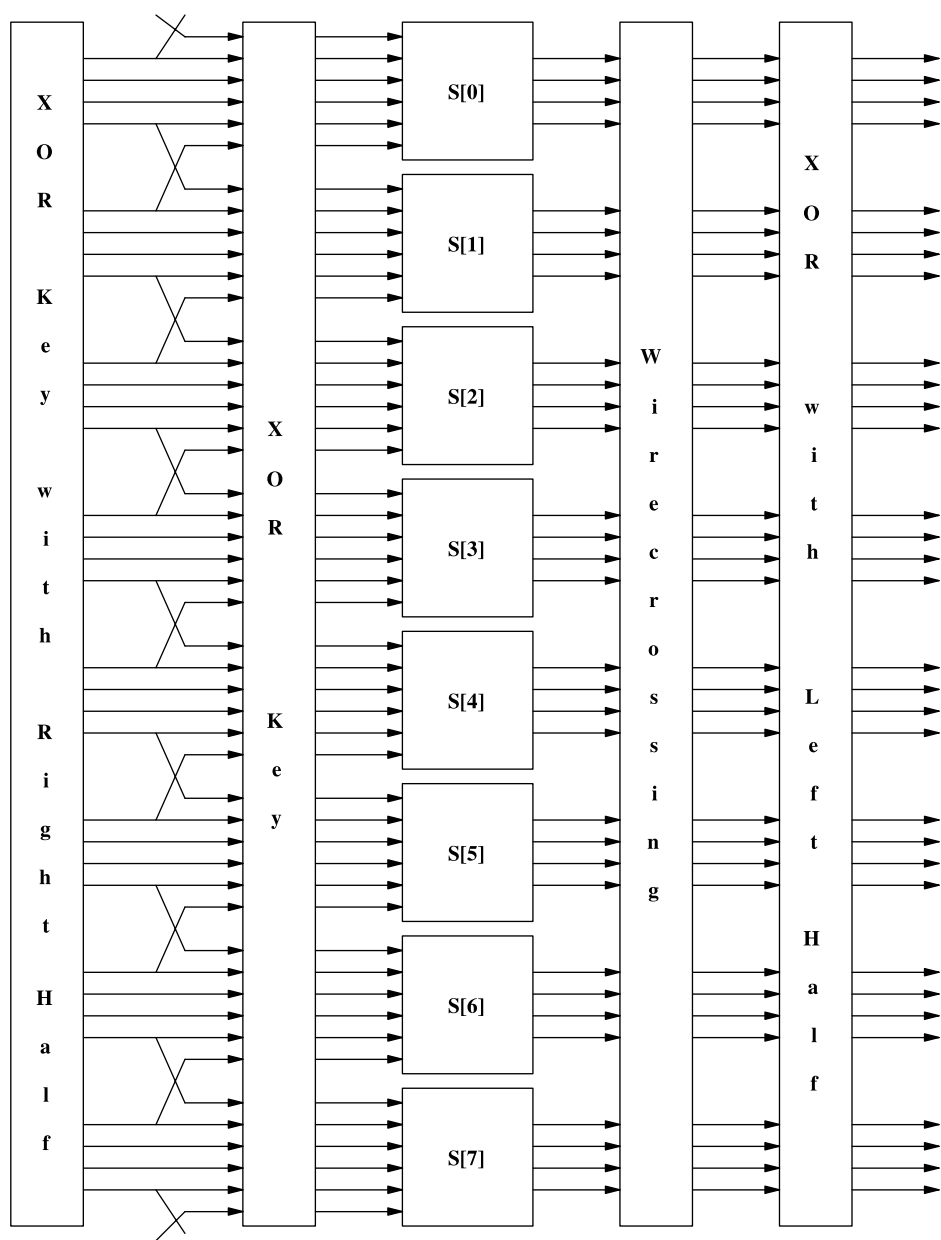 XOR Key with Right Half
XOR Key
S[0]
S[1]
S[2]
S[3]
S[4]
S[5]
S[6]
S[7]
Wirecrossing
XOR with Left Half